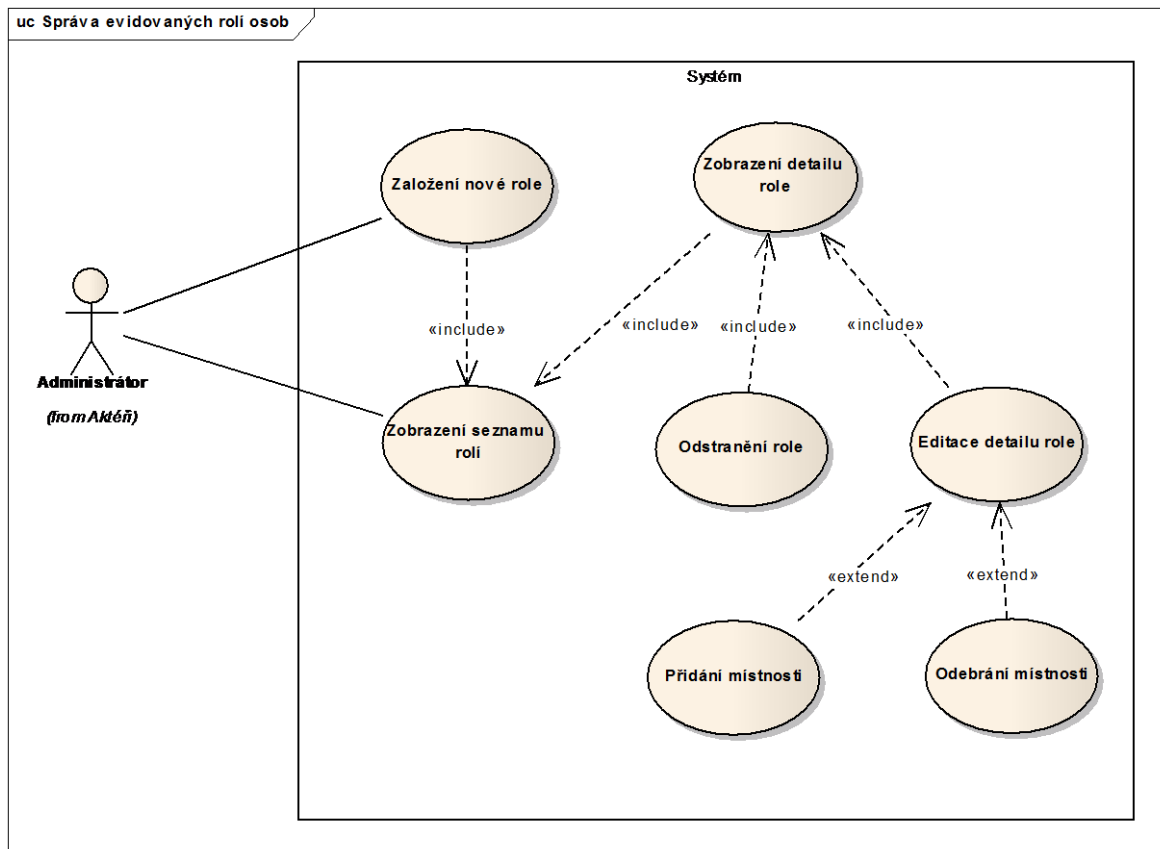 uc Správa evidovaných rolí osob
Systém
Založení nové role
Zobrazení detailu
role
«include»
«include»
«include»
«include»
Administrátor
(from Aktéři)
Zobrazení seznamu
rolí
Odstranění role
Editace detailu role
«extend»
«extend»
Přidání místnosti
Odebrání místnosti